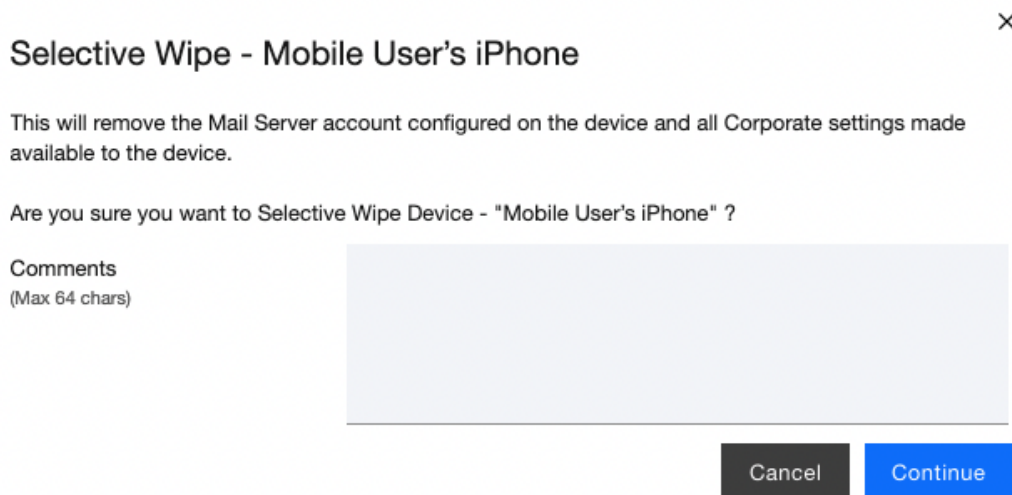 Selective Wipe - Mobile User’s iPhone
This will remove the Mail Server account configured on the device and all Corporate settings made
available to the device.
Are you sure you want to Selective Wipe Device - "Mobile User’s iPhone" ?
Comments
(Max 64 chars)
Cancel
Continue